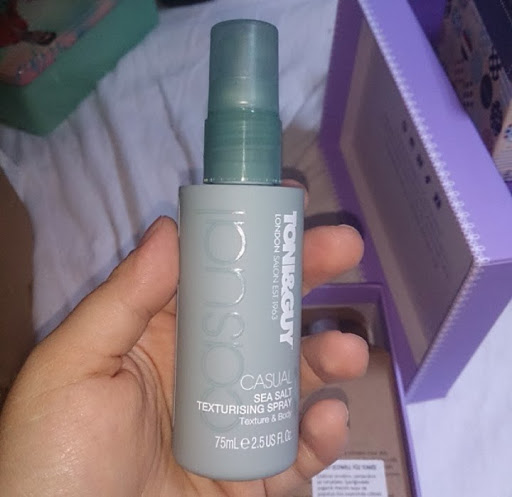 casual
TONI&GUY
LONDON SALON EST 1963
CASUAL
SEA SALT
TEXTURISING SPRAY
Texture & Body
75mL e 2.5 US Fl. Oz